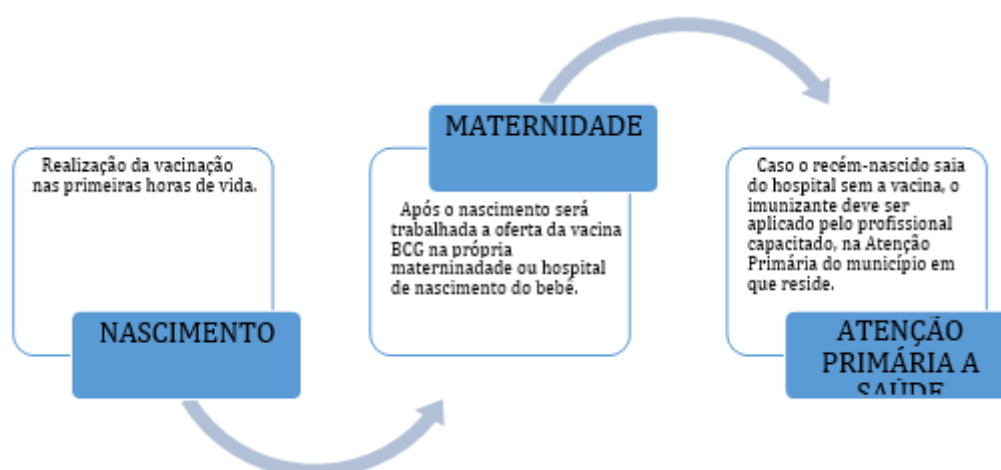 Realização da vacinação
nas primeiras horas de vida.
NASCIMENTO
MATERNIDADE
Após o nascimento será
trabalhada a oferta da vacina
BCG na própria
materninadade ou hospital
de nascimento do bebé.
Caso o recém-nascido saia
do hospital sem a vacina, o
imunizante deve ser
aplicado pelo profissional
capacitado, na Atenção
Primária do município em
que reside.
ATENÇÃO
PRIMÁRIA A
SAÚDE